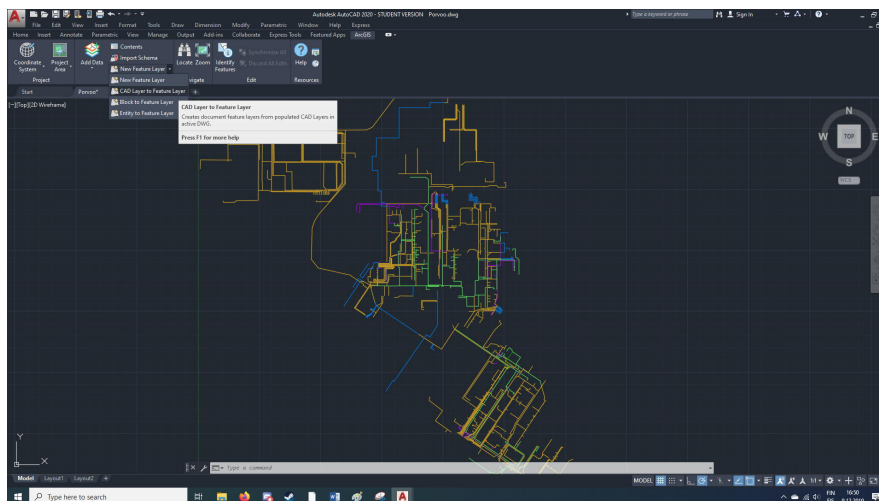 Autodesk AutoCAD 2020 - STUDENT VERSION Porvoo.dwg
Type a keyword or phrase
Sign In
File Edit View Insert Format Tools Draw Dimension Modify Parametric Window Help Express
Home Insert Annotate Parametric View Manage Output Add-ins Collaborate Express Tools Featured Apps ArcGIS
Coordinate System
Project Area
Add Data
Contents
Import Schema
New Feature Layer
Locate Zoom
Identify Features
Synchronize All
Discard All Edits
Help
Project
Edit
Resources
New Feature Layer
CAD Layer to Feature Layer
Block to Feature Layer
Entity to Feature Layer
Start Porvoo*
[-][Top][2D Wireframe]
CAD Layer to Feature Layer
Creates document feature layers from populated CAD Layers in
active DWG.
Press F1 for more help
N
W TOP E
S
WCS
Y
X
Type a command
Model Layout1 Layout2 +
MODEL
1:1
Type here to search
FIN 16:50